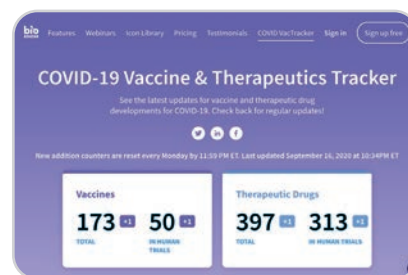 bio
Features Webinars Icon Library Pricing Testimonials COVID VacTracker Sign in Sign up free
COVID-19 Vaccine & Therapeutics Tracker
See the latest updates for vaccine and therapeutic drug
developments for COVID-19. Check back for regular updates!
New addition counters are reset every Monday by 11:59 PM ET. Last updated September 16, 2020 at 10:34PM ET
Vaccines Therapeutic Drugs
173 +1 50 +1 397 +1 313 +1
TOTAL IN HUMAN TRIALS TOTAL IN HUMAN TRIALS